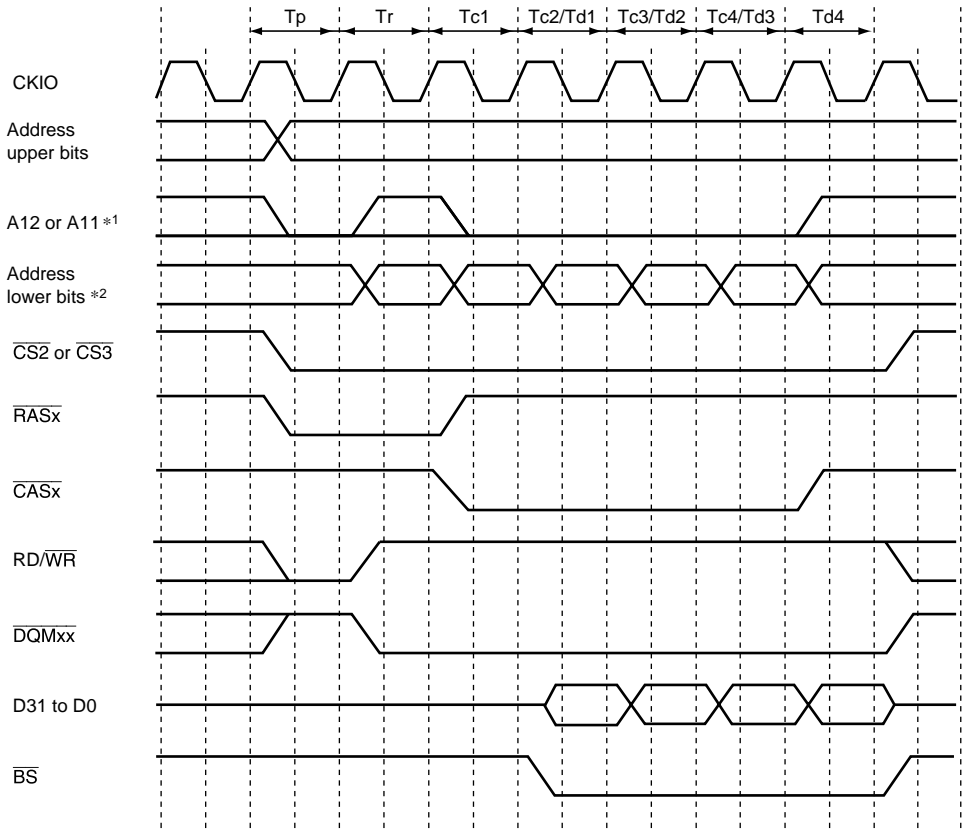 Tp Tr Tc1 Tc2/Td1 Tc3/Td2 Tc4/Td3 Td4
CKIO
Address
upper bits
A12 or A11 *1
Address
lower bits *2
CS2 or CS3
RASx
CASx
RD/WR
DQMxx
D31 to D0
BS